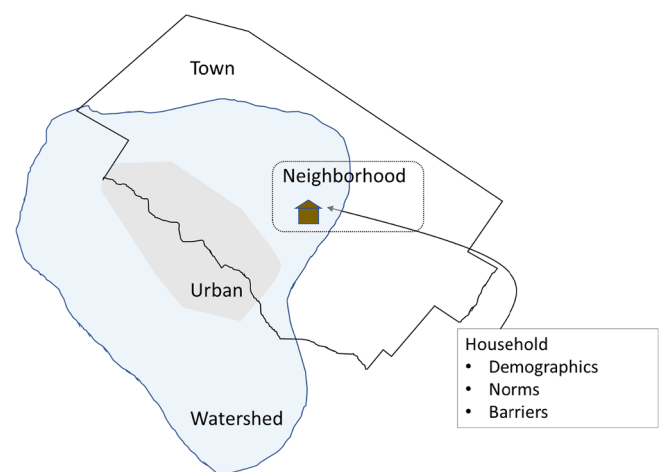 Town
Neighborhood
Urban
Household
• Demographics
• Norms
• Barriers
Watershed